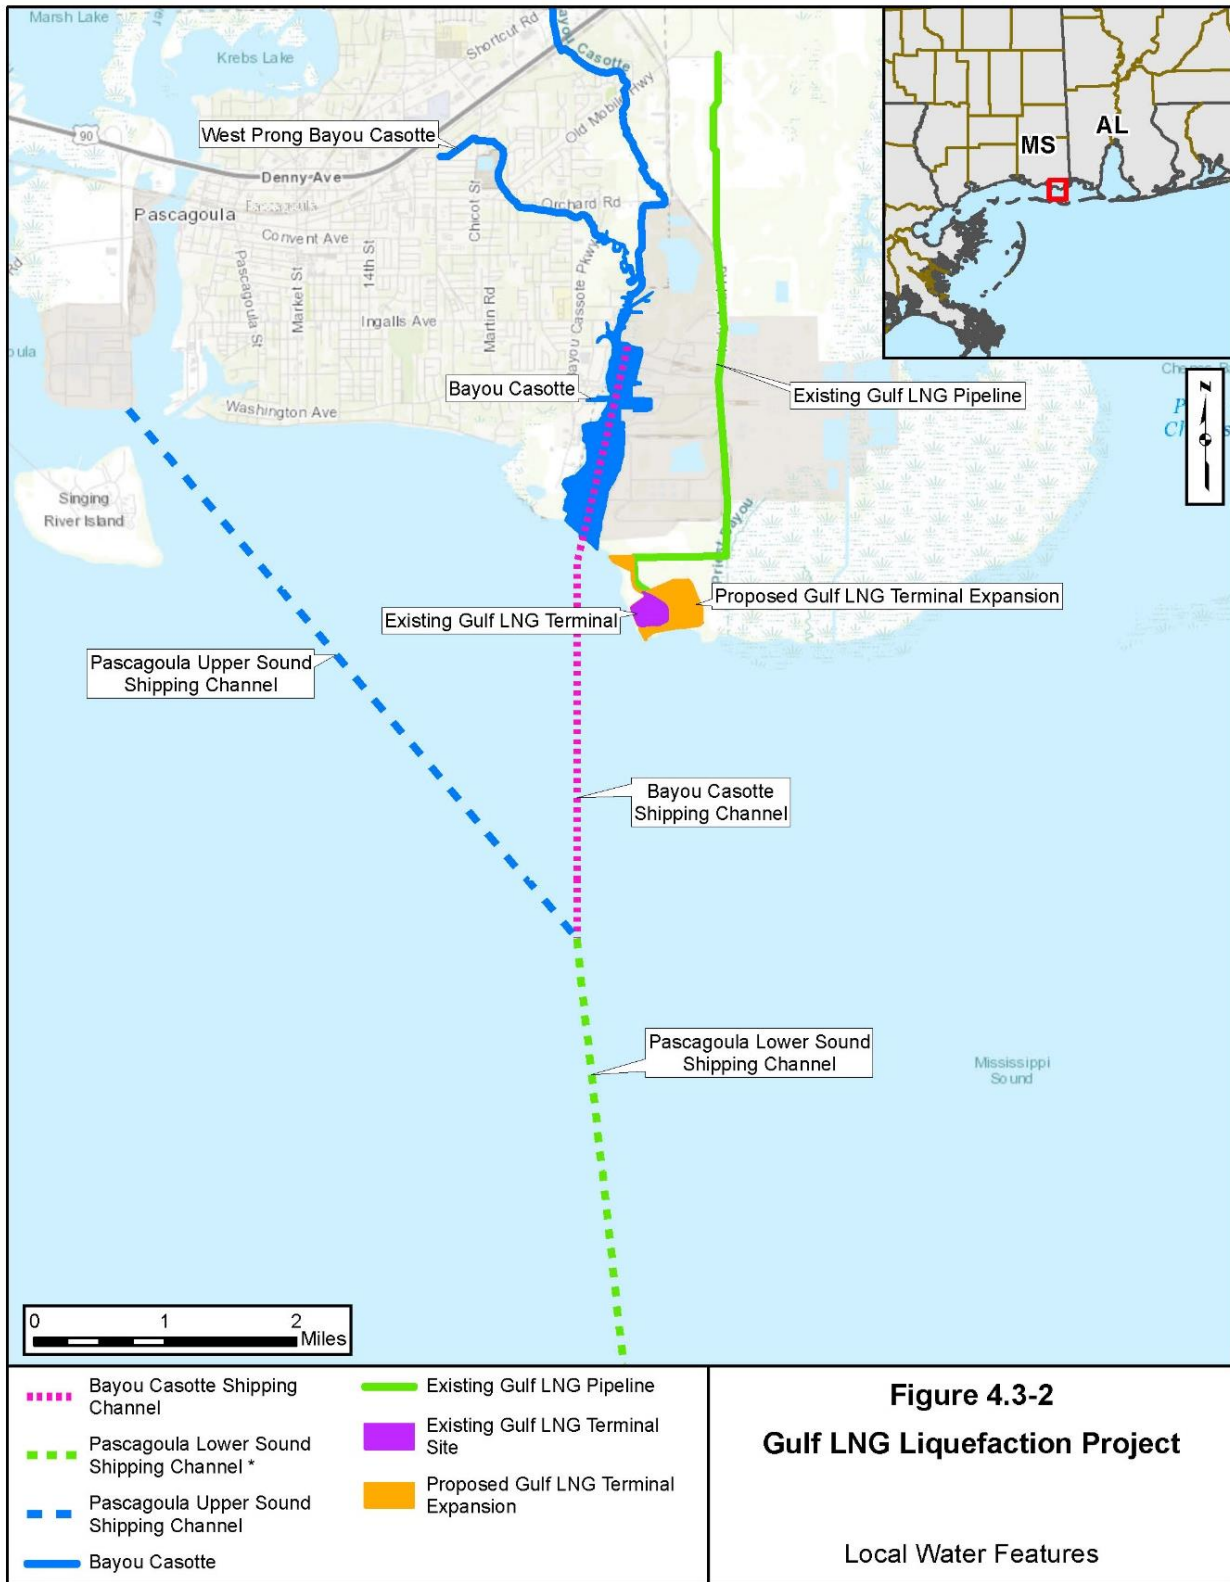 Marsh Lake
Krebs Lake
Shortcut Rd
Bayou Casotte
Old Mobile Hwy
90
West Prong Bayou Casotte
Denny Ave
Pascagoula
Pascagoula
Convent Ave
Orchard Rd
Pascagoula St
Market St
14th St
Chicot St
Martin Rd
Ingalls Ave
Washington Ave
Bayou Casotte
Existing Gulf LNG Pipeline
MS
AL
N
Singing
River Island
Existing Gulf LNG Terminal
Proposed Gulf LNG Terminal Expansion
Pascagoula Upper Sound
Shipping Channel
Bayou Casotte
Shipping Channel
Pascagoula Lower Sound
Shipping Channel
Mississippi
Sound
0 1 2
Miles
Bayou Casotte Shipping
Channel
Pascagoula Lower Sound
Shipping Channel *
Pascagoula Upper Sound
Shipping Channel
Bayou Casotte
Existing Gulf LNG Pipeline
Existing Gulf LNG Terminal
Site
Proposed Gulf LNG Terminal
Expansion
Figure 4.3-2
Gulf LNG Liquefaction Project
Local Water Features